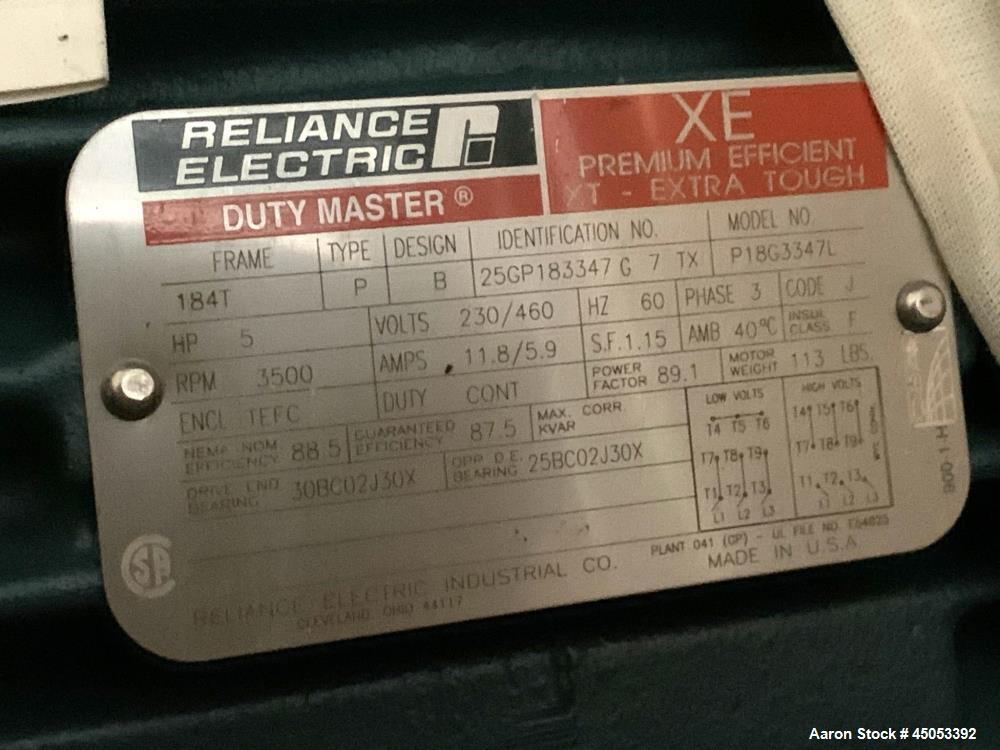 RELIANCE
ELECTRIC
XE
PREMIUM EFFICIENT
XT - EXTRA TOUGH
DUTY MASTER®
FRAME TYPE DESIGN IDENTIFICATION NO. MODEL NO.
184T P B 25GP183347 G 7 TX P18G3347L
HP 5 VOLTS 230/460 HZ 60 PHASE 3 CODE J
RPM 3500 AMPS 11.8/5.9 S.F. 1.15 AMB 40°C INSUL CLASS F
ENCL TEFC DUTY CONT POWER FACTOR 89.1 MOTOR WEIGHT 113 LBS.
NEMA NOM EFFICIENCY 88.5 GUARANTEED EFFICIENCY 87.5 MAX. CORR. KVAR
DRIVE END BEARING 30BC02J30X OPP D.E. BEARING 25BC02J30X
LOW VOLTS HIGH VOLTS
T4 T5 T6 T4 T5 T6
T7 T8 T9 T7 T8 T9
T1 T2 T3 T1 T2 T3
L1 L2 L3 L1 L2 L3
CSA
RELIANCE ELECTRIC INDUSTRIAL CO.
CLEVELAND, OHIO 44117
PLANT 041 (CP) - UL FILE NO. E64825
MADE IN U.S.A
Aaron Stock # 45053392